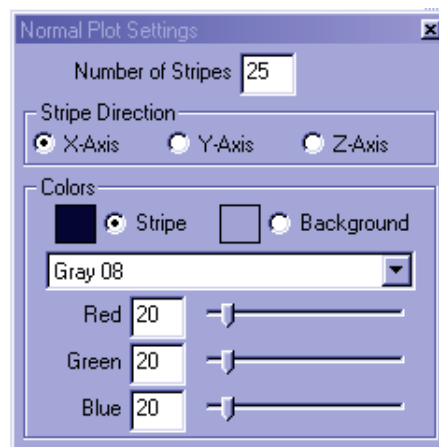 Normal Plot Settings
Number of Stripes 25
Stripe Direction
X-Axis Y-Axis Z-Axis
Colors
Stripe Background
Gray 08
Red 20
Green 20
Blue 20